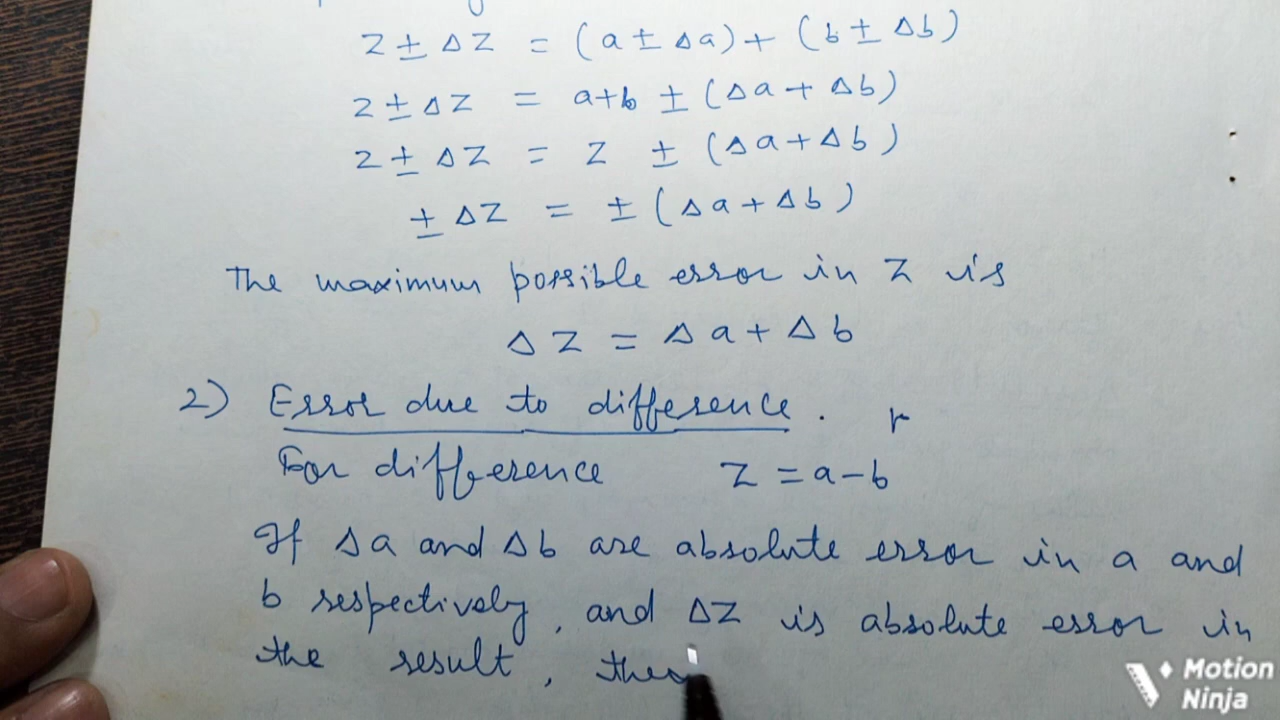 Z ± ΔZ = (a ± Δa) + (b ± Δb)
Z ± ΔZ = a+b ± (Δa + Δb)
Z ± ΔZ = Z ± (Δa + Δb)
± ΔZ = ± (Δa + Δb)
The maximum possible error in Z is
ΔZ = Δa + Δb
2) Error due to difference.
For difference Z = a - b
If Δa and Δb are absolute error in a and
b respectively, and ΔZ is absolute error in
the result, then
Motion
Ninja